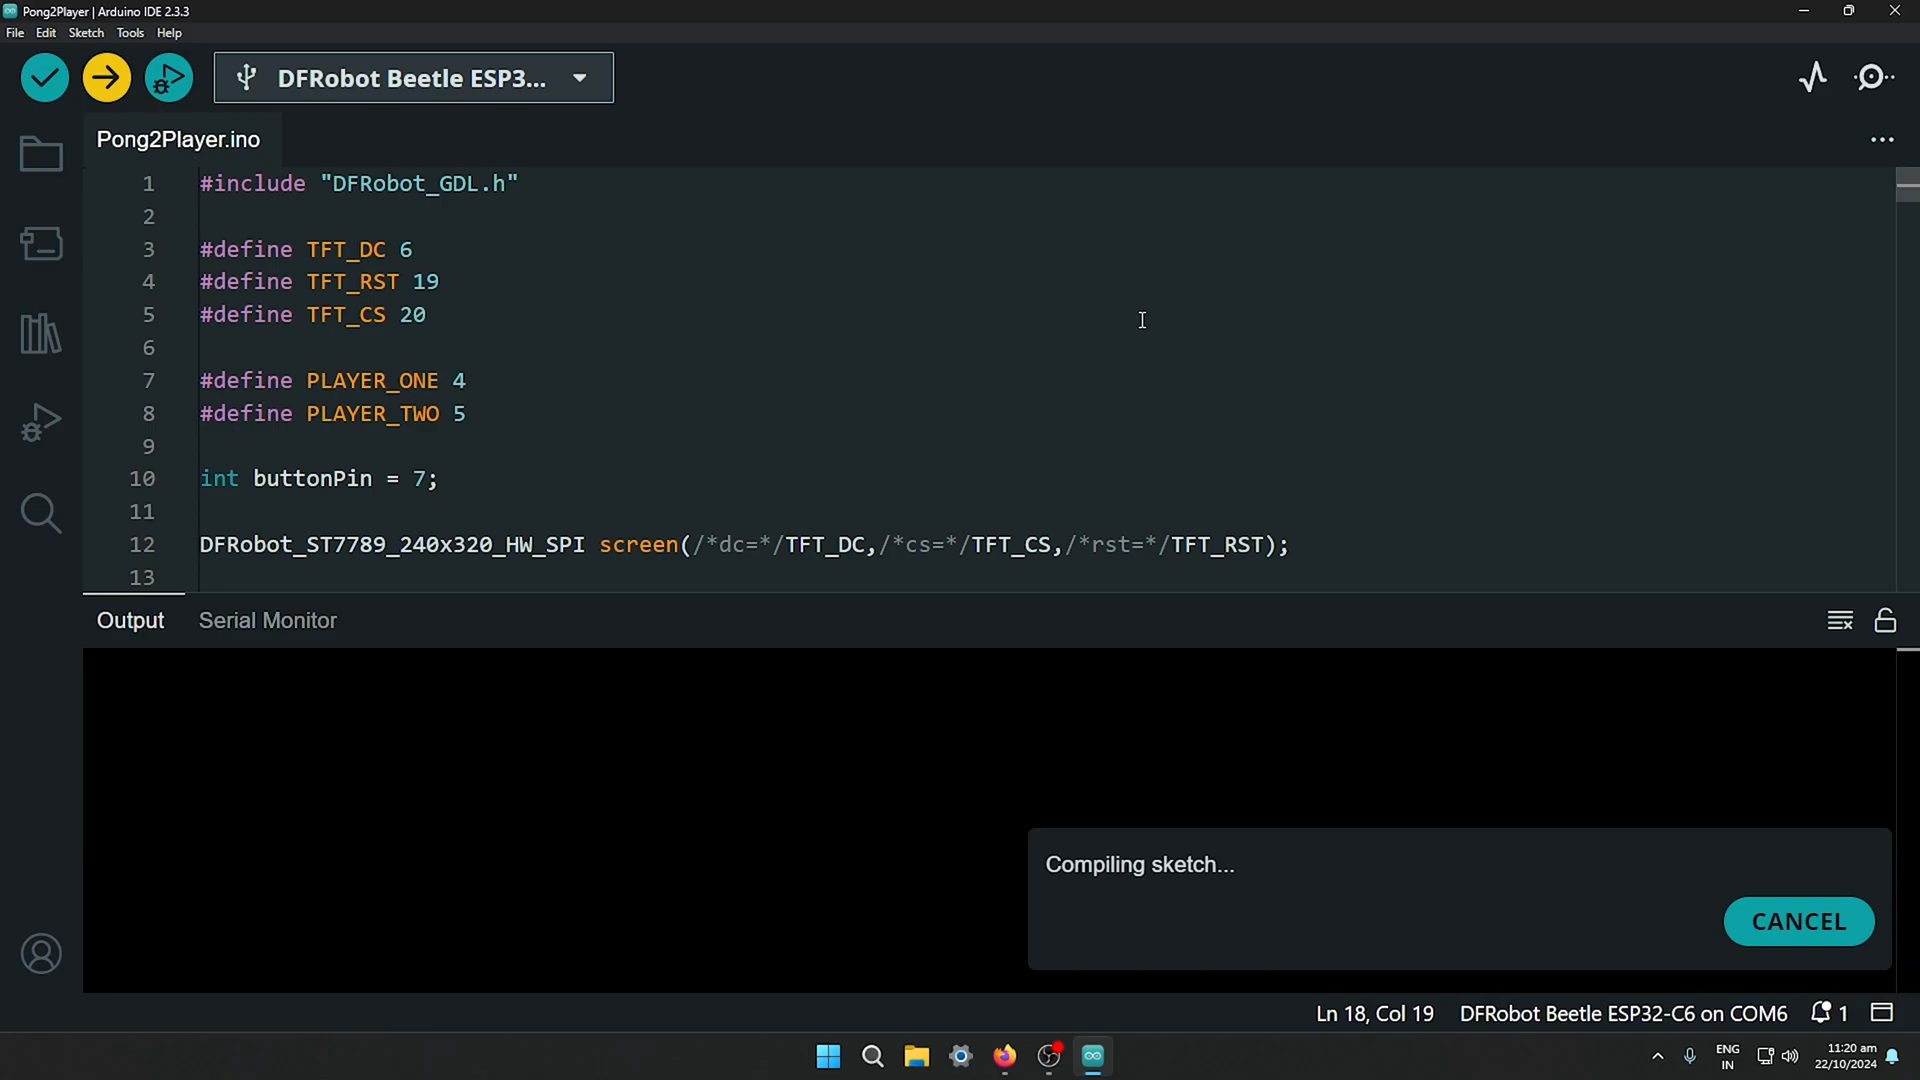 Pong2Player | Arduino IDE 2.3.3
File Edit Sketch Tools Help
DFRobot Beetle ESP3...
Pong2Player.ino
1 #include "DFRobot_GDL.h"
2
3 #define TFT_DC 6
4 #define TFT_RST 19
5 #define TFT_CS 20
6
7 #define PLAYER_ONE 4
8 #define PLAYER_TWO 5
9
10 int buttonPin = 7;
11
12 DFRobot_ST7789_240x320_HW_SPI screen(/*dc=*/TFT_DC,/*cs=*/TFT_CS,/*rst=*/TFT_RST);
13
Output Serial Monitor
Compiling sketch...
CANCEL
Ln 18, Col 19 DFRobot Beetle ESP32-C6 on COM6 1
ENG 11:20 am
IN 22/10/2024